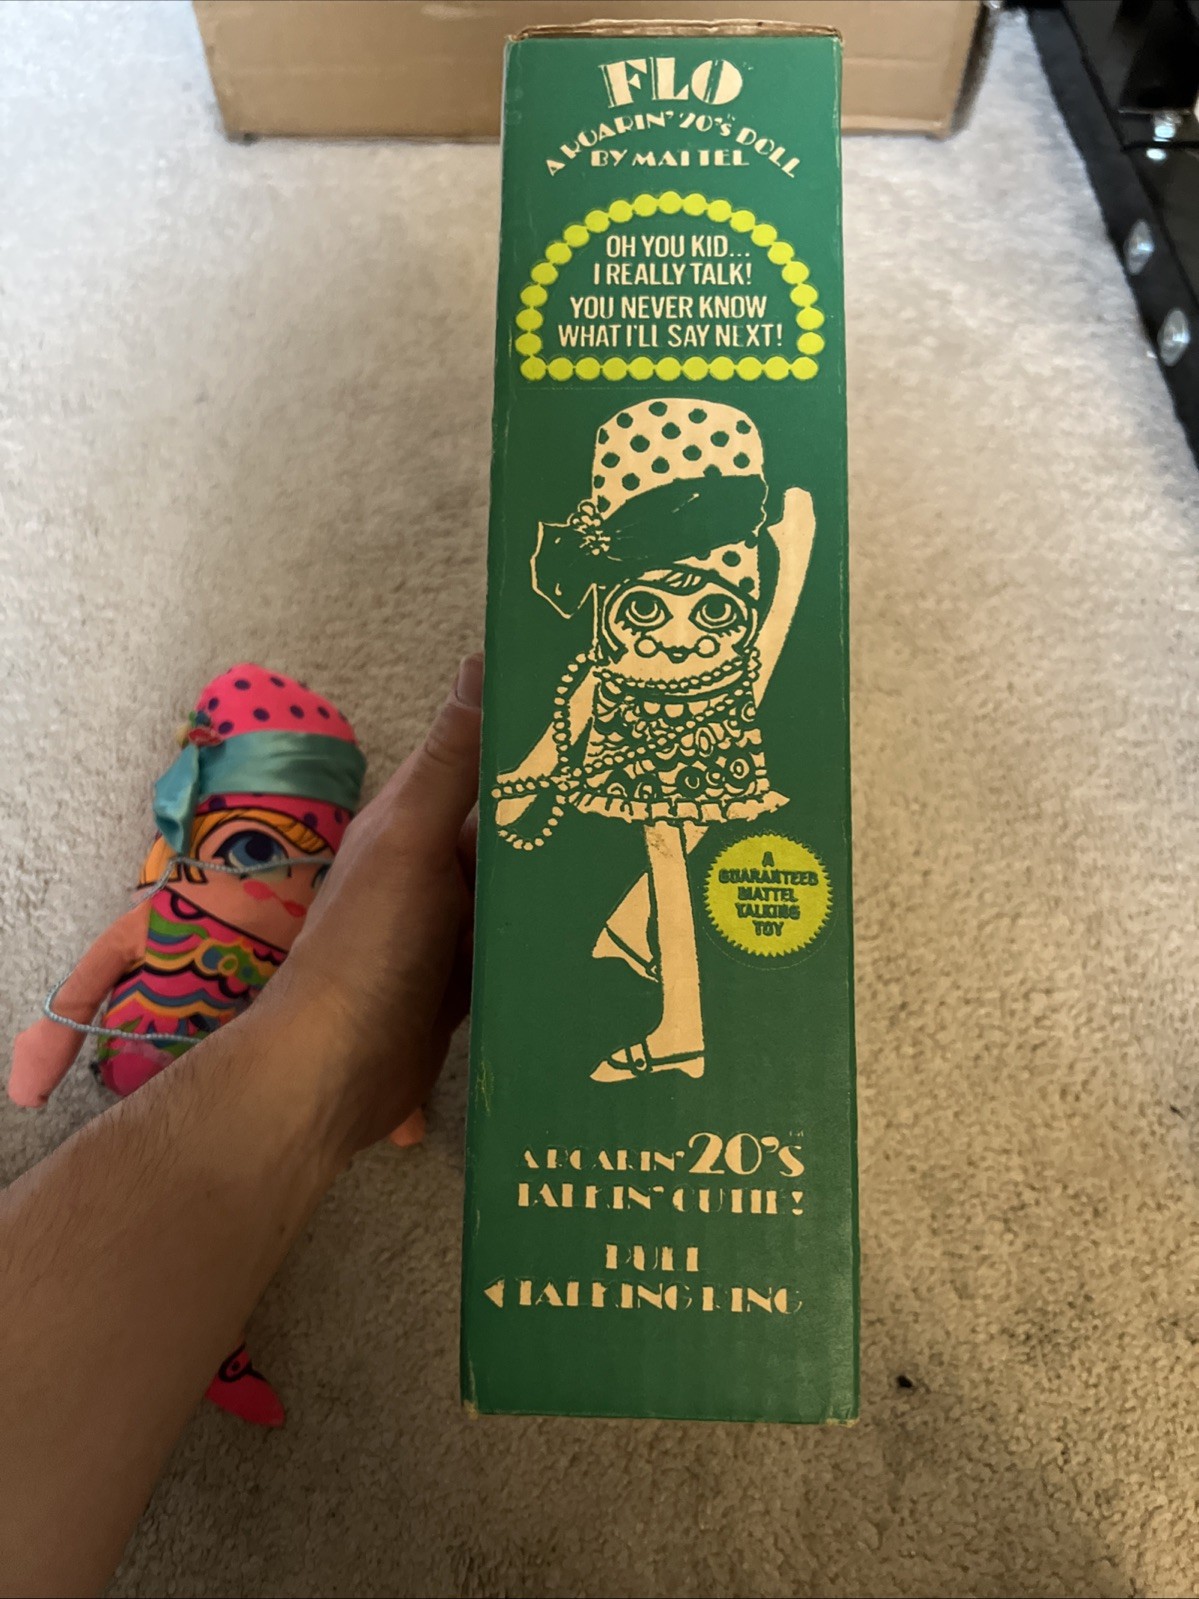 FLO
A ROARIN' 20's DOLL
BY MATTEL
OH YOU KID...
I REALLY TALK!
YOU NEVER KNOW
WHAT I'LL SAY NEXT!
A
GUARANTEED
MATTEL
TALKING
TOY
A ROARIN' 20's
TALKIN' CUTIE!
PULL
TALKING RING